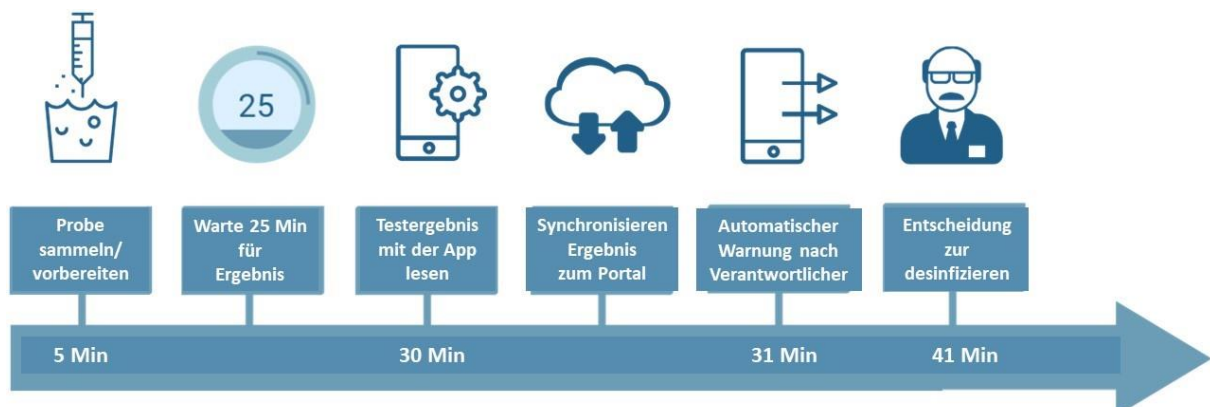 25
Probe
sammeln/
vorbereiten
Warte 25 Min
für
Ergebnis
Testergebnis
mit der App
lesen
Synchronisieren
Ergebnis
zum Portal
Automatischer
Warnung nach
Verantwortlicher
Entscheidung
zur
desinfizieren
5 Min
30 Min
31 Min
41 Min